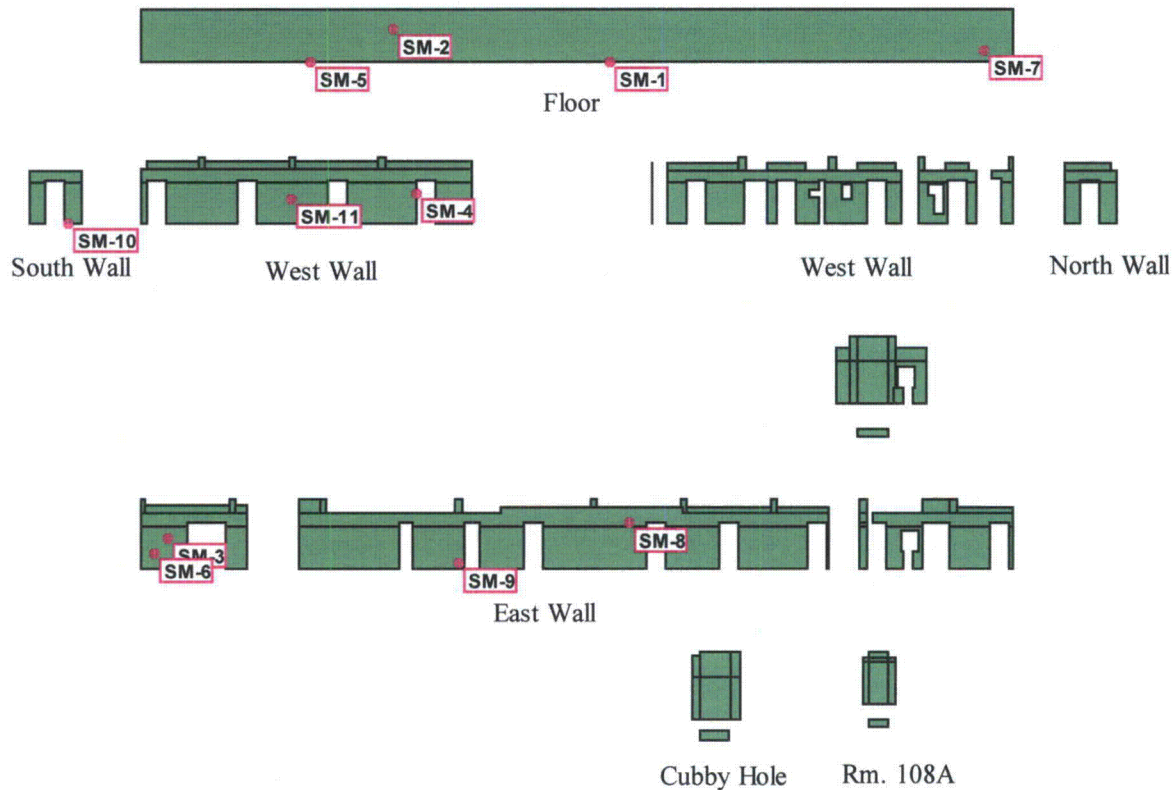 SM-2
SM-5
SM-1
SM-7
Floor
SM-11
SM-4
SM-10
South Wall
West Wall
West Wall
North Wall
SM-3
SM-6
SM-8
SM-9
East Wall
Cubby Hole
Rm. 108A